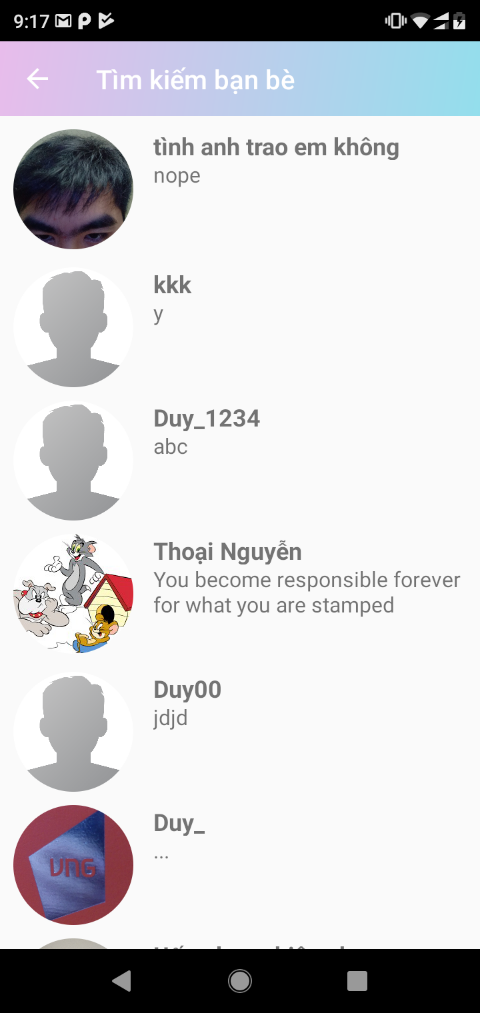 9:17
Tìm kiếm bạn bè
tình anh trao em không
nope
kkk
y
Duy_1234
abc
Thoại Nguyễn
You become responsible forever
for what you are stamped
Duy00
jdjd
Duy_
VNG
...